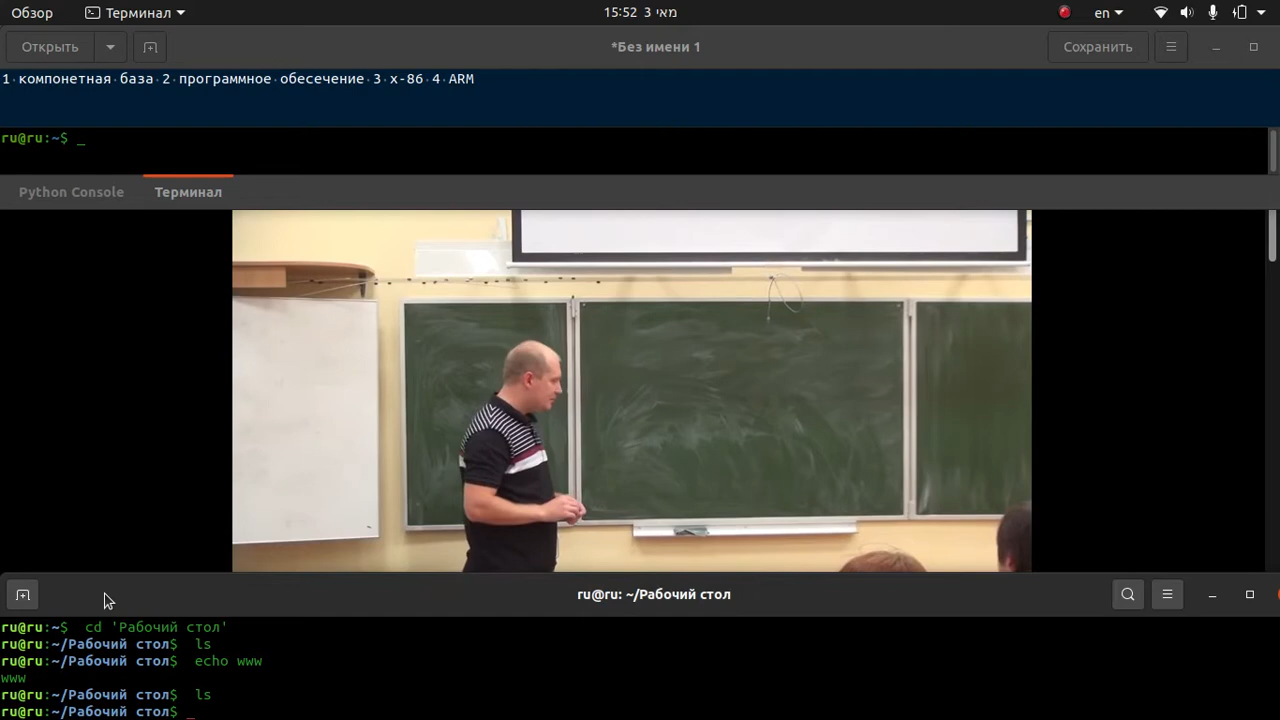 Обзор
Терминал
15:52 3 מאי
en
Открыть
*Без имени 1
Сохранить
1·компонетная·база·2·программное·обесечение·3·x-86·4·ARM
ru@ru:~$ _
Python Console
Терминал
ru@ru: ~/Рабочий стол
ru@ru:~$ cd 'Рабочий стол'
ru@ru:~/Рабочий стол$ ls
ru@ru:~/Рабочий стол$ echo www
www
ru@ru:~/Рабочий стол$ ls
ru@ru:~/Рабочий стол$ _